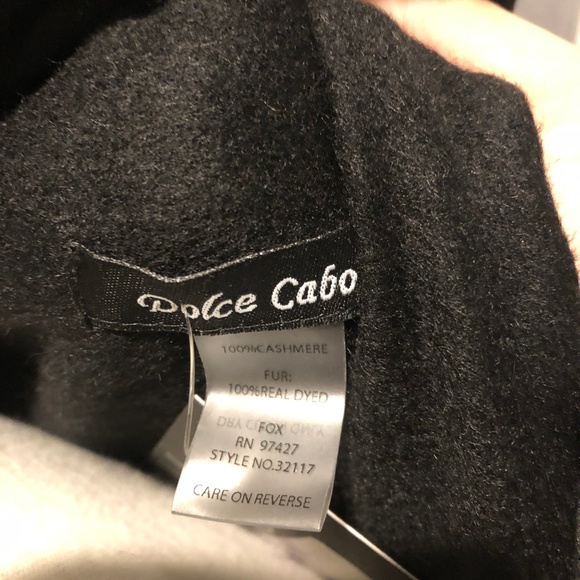 Dolce Cabo
100%CASHMERE
FUR:
100%REAL DYED
FOX
RN 97427
STYLE NO.32117
CARE ON REVERSE